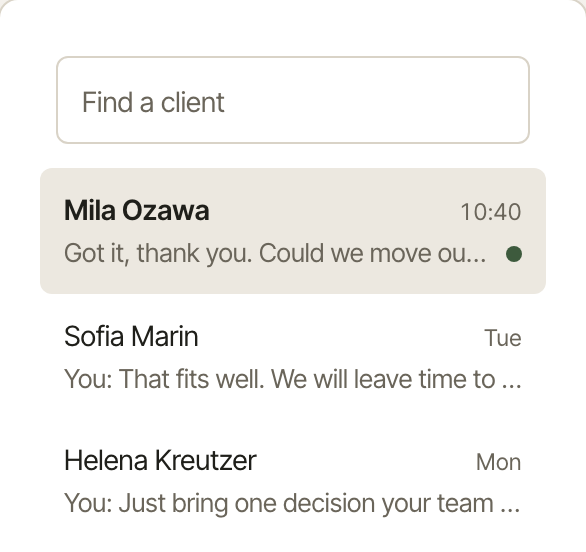 Find a client
Mila Ozawa 10:40
Got it, thank you. Could we move ou...
Sofia Marin Tue
You: That fits well. We will leave time to ...
Helena Kreutzer Mon
You: Just bring one decision your team ...